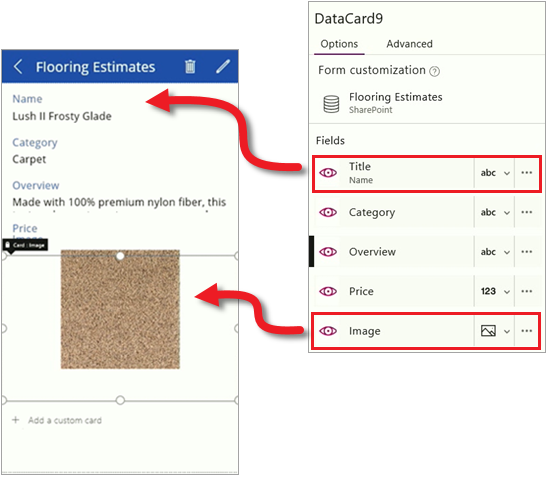 Flooring Estimates
Name
Lush II Frosty Glade
Category
Carpet
Overview
Made with 100% premium nylon fiber, this
Price
Card : Image
Add a custom card
DataCard9
Options
Advanced
Form customization
Flooring Estimates
SharePoint
Fields
Title
Name
abc
Category
abc
Overview
abc
Price
123
Image